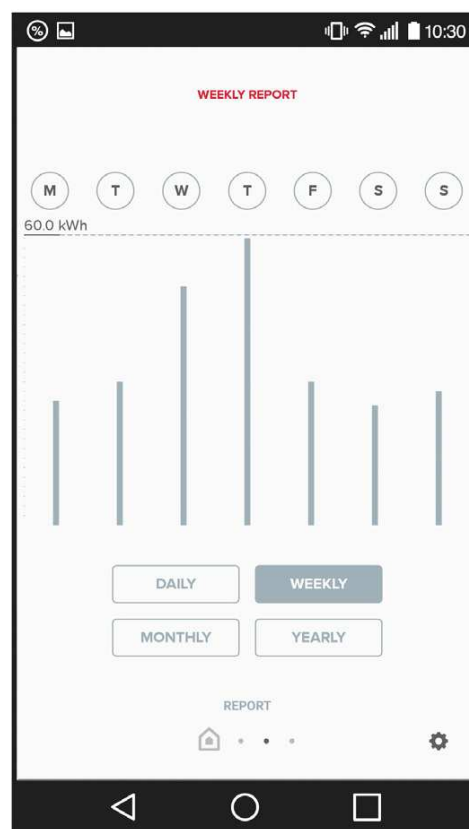 % 10:30
WEEKLY REPORT
M T W T F S S
60.0 kWh
DAILY WEEKLY
MONTHLY YEARLY
REPORT